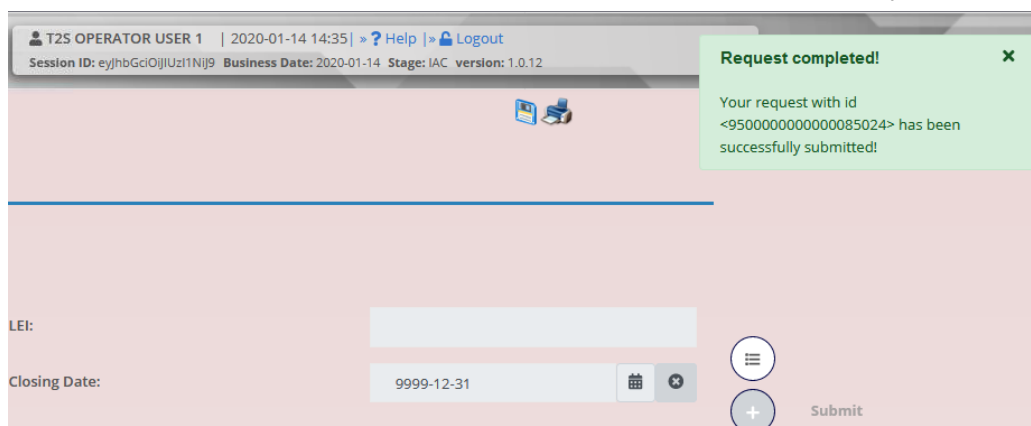 T2S OPERATOR USER 1 | 2020-01-14 14:35| » ? Help |» Logout
Session ID: eyJhbGciOiJIUzI1NiJ9 Business Date: 2020-01-14 Stage: IAC version: 1.0.12
Request completed!
Your request with id
<9500000000000085024> has been
successfully submitted!
LEI:
Closing Date: 9999-12-31
Submit